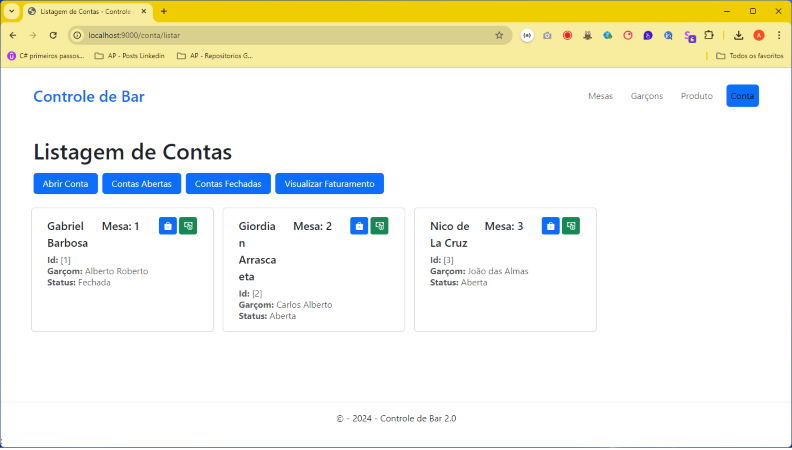 Listagem de Contas - Controle
localhost:9000/conta/listar
C# primeiros passos...
AP - Posts Linkedin
AP - Repositorios G...
Todos os favoritos
Controle de Bar
Mesas
Garçons
Produto
Conta
Listagem de Contas
Abrir Conta
Contas Abertas
Contas Fechadas
Visualizar Faturamento
Gabriel
Barbosa
Mesa: 1
Id: [1]
Garçom: Alberto Roberto
Status: Fechada
Giordia
n
Arrasca
eta
Mesa: 2
Id: [2]
Garçom: Carlos Alberto
Status: Aberta
Nico de
La Cruz
Mesa: 3
Id: [3]
Garçom: João das Almas
Status: Aberta
© - 2024 - Controle de Bar 2.0